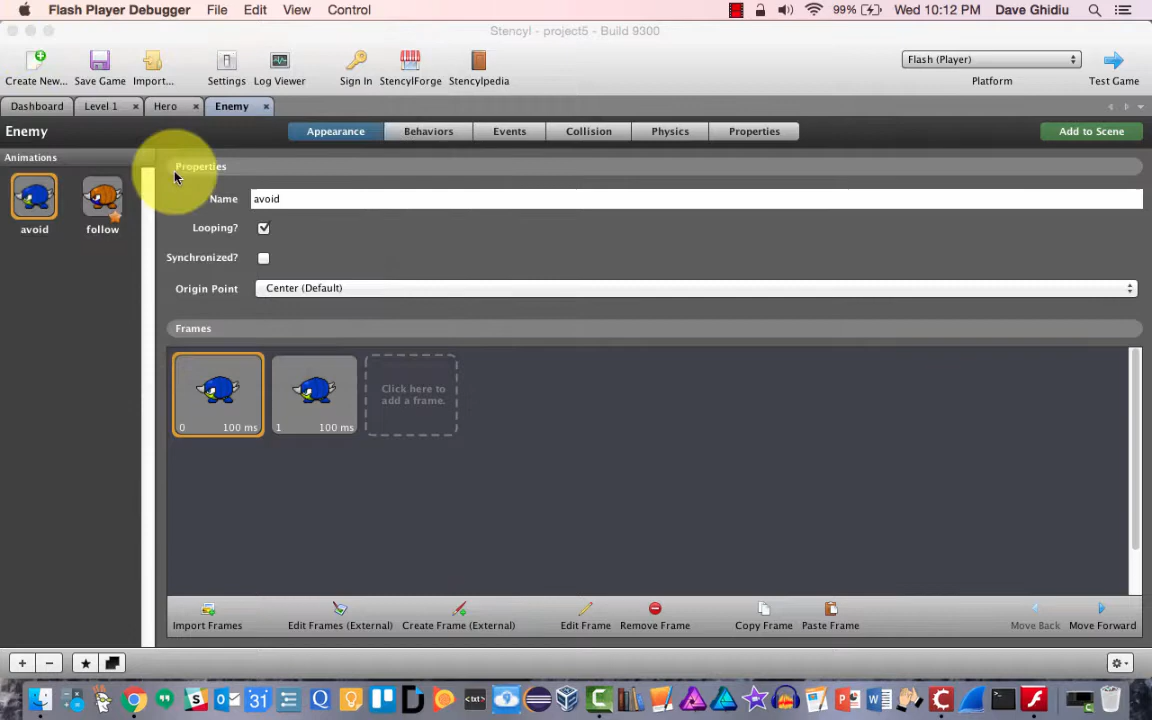 Flash Player Debugger File Edit View Control 99% Wed 10:12 PM Dave Ghidiu
Stencyl - project5 - Build 9300
Create New... Save Game Import... Settings Log Viewer Sign In StencylForge Stencylpedia
Flash (Player)
Platform Test Game
Dashboard Level 1 × Hero × Enemy ×
Enemy Appearance Behaviors Events Collision Physics Properties Add to Scene
Animations
avoid follow
Properties
Name avoid
Looping?
Synchronized?
Origin Point Center (Default)
Frames
Click here to
add a frame.
0 100 ms 1 100 ms
Import Frames Edit Frames (External) Create Frame (External) Edit Frame Remove Frame Copy Frame Paste Frame Move Back Move Forward
31 <txt>